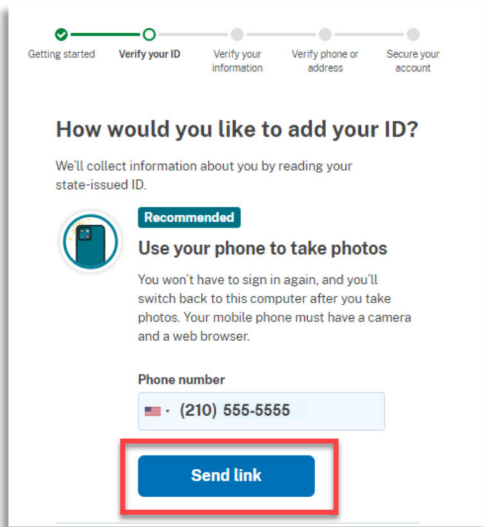 Getting started
Verify your ID
Verify your
information
Verify phone or
address
Secure your
account
How would you like to add your ID?
We'll collect information about you by reading your
state-issued ID.
Recommended
Use your phone to take photos
You won't have to sign in again, and you'll
switch back to this computer after you take
photos. Your mobile phone must have a camera
and a web browser.
Phone number
(210) 555-5555
Send link